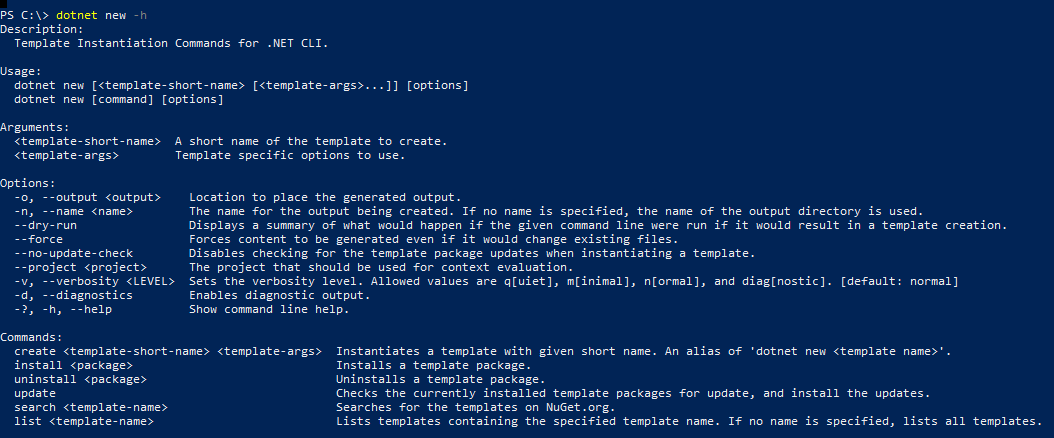 PS C:\> dotnet new -h
Description:
  Template Instantiation Commands for .NET CLI.

Usage:
  dotnet new [<template-short-name> [<template-args>...]] [options]
  dotnet new [command] [options]

Arguments:
  <template-short-name>  A short name of the template to create.
  <template-args>        Template specific options to use.

Options:
  -o, --output <output>    Location to place the generated output.
  -n, --name <name>        The name for the output being created. If no name is specified, the name of the output directory is used.
  --dry-run                Displays a summary of what would happen if the given command line were run if it would result in a template creation.
  --force                  Forces content to be generated even if it would change existing files.
  --no-update-check        Disables checking for the template package updates when instantiating a template.
  --project <project>      The project that should be used for context evaluation.
  -v, --verbosity <LEVEL>  Sets the verbosity level. Allowed values are q[uiet], m[inimal], n[ormal], and diag[nostic]. [default: normal]
  -d, --diagnostics        Enables diagnostic output.
  -?, -h, --help           Show command line help.

Commands:
  create <template-short-name> <template-args>  Instantiates a template with given short name. An alias of 'dotnet new <template name>'.
  install <package>                             Installs a template package.
  uninstall <package>                           Uninstalls a template package.
  update                                        Checks the currently installed template packages for update, and install the updates.
  search <template-name>                        Searches for the templates on NuGet.org.
  list <template-name>                          Lists templates containing the specified template name. If no name is specified, lists all templates.